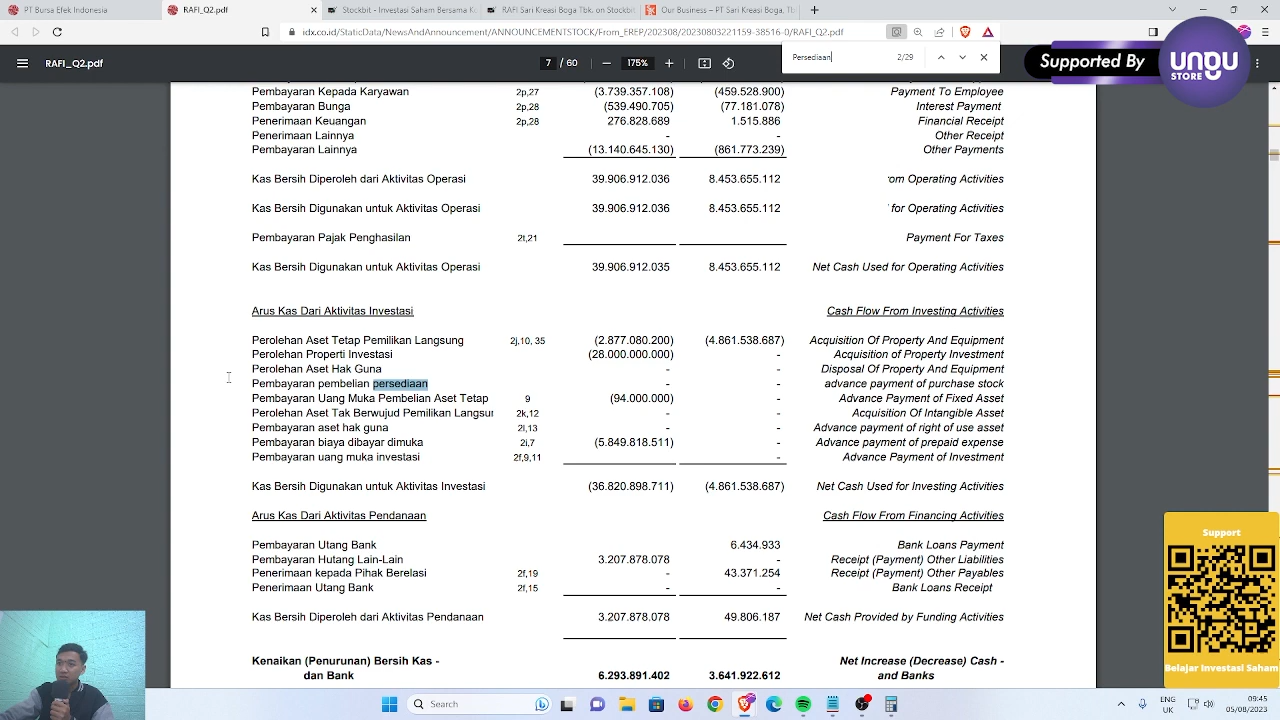 PT Bursa Efek Indonesia
RAFI_Q2.pdf
Stockbit - Investasi Saham Bersama Ko
RAFI Sari Kreasi Boga Tbk. on Stockbit
Our Business – PT Sari Kreasi Boga, Tb
idx.co.id/StaticData/NewsAndAnnouncement/ANNOUNCEMENTSTOCK/From_EREP/202308/20230803221159-38516-0/RAFI_Q2.pdf
RAFI_Q2.pdf
7 / 60
175%
Persediaan
2/29
Supported By
UNGU
STORE
Pembayaran Kepada Karyawan 2p,27 (3.739.357.108) (459.528.900) Payment To Employee
Pembayaran Bunga 2p,28 (539.490.705) (77.181.078) Interest Payment
Penerimaan Keuangan 2p,28 276.828.689 1.515.886 Financial Receipt
Penerimaan Lainnya - - Other Receipt
Pembayaran Lainnya (13.140.645.130) (861.773.239) Other Payments
Kas Bersih Diperoleh dari Aktivitas Operasi 39.906.912.036 8.453.655.112 rom Operating Activities
Kas Bersih Digunakan untuk Aktivitas Operasi 39.906.912.036 8.453.655.112 for Operating Activities
Pembayaran Pajak Penghasilan 2t,21 Payment For Taxes
Kas Bersih Digunakan untuk Aktivitas Operasi 39.906.912.035 8.453.655.112 Net Cash Used for Operating Activities
Arus Kas Dari Aktivitas Investasi Cash Flow From Investing Activities
Perolehan Aset Tetap Pemilikan Langsung 2j,10, 35 (2.877.080.200) (4.861.538.687) Acquisition Of Property And Equipment
Perolehan Properti Investasi (28.000.000.000) - Acquisition of Property Investment
Perolehan Aset Hak Guna - - Disposal Of Property And Equipment
Pembayaran pembelian persediaan - - advance payment of purchase stock
Pembayaran Uang Muka Pembelian Aset Tetap 9 (94.000.000) - Advance Payment of Fixed Asset
Perolehan Aset Tak Berwujud Pemilikan Langsur 2k,12 - - Acquisition Of Intangible Asset
Pembayaran aset hak guna 2l,13 - - Advance payment of right of use asset
Pembayaran biaya dibayar dimuka 2i,7 (5.849.818.511) - Advance payment of prepaid expense
Pembayaran uang muka investasi 2f,9,11 - Advance Payment of Investment
Kas Bersih Digunakan untuk Aktivitas Investasi (36.820.898.711) (4.861.538.687) Net Cash Used for Investing Activities
Arus Kas Dari Aktivitas Pendanaan Cash Flow From Financing Activities
Pembayaran Utang Bank 6.434.933 Bank Loans Payment
Pembayaran Hutang Lain-Lain 3.207.878.078 - Receipt (Payment) Other Liabilities
Penerimaan kepada Pihak Berelasi 2f,19 - 43.371.254 Receipt (Payment) Other Payables
Penerimaan Utang Bank 2f,15 - - Bank Loans Receipt
Kas Bersih Diperoleh dari Aktivitas Pendanaan 3.207.878.078 49.806.187 Net Cash Provided by Funding Activities
Kenaikan (Penurunan) Bersih Kas - Net Increase (Decrease) Cash -
dan Bank 6.293.891.402 3.641.922.612 and Banks
Support
Belajar Investasi Saham
Search
ENG
UK
09:45
05/08/2023